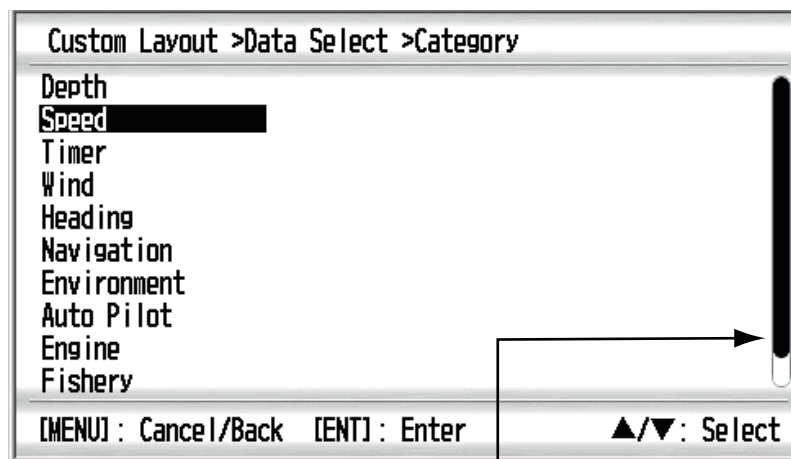 Custom Layout >Data Select >Category
Depth
Speed
Timer
Wind
Heading
Navigation
Environment
Auto Pilot
Engine
Fishery
[MENU] : Cancel/Back [ENT] : Enter ▲/▼ : Select